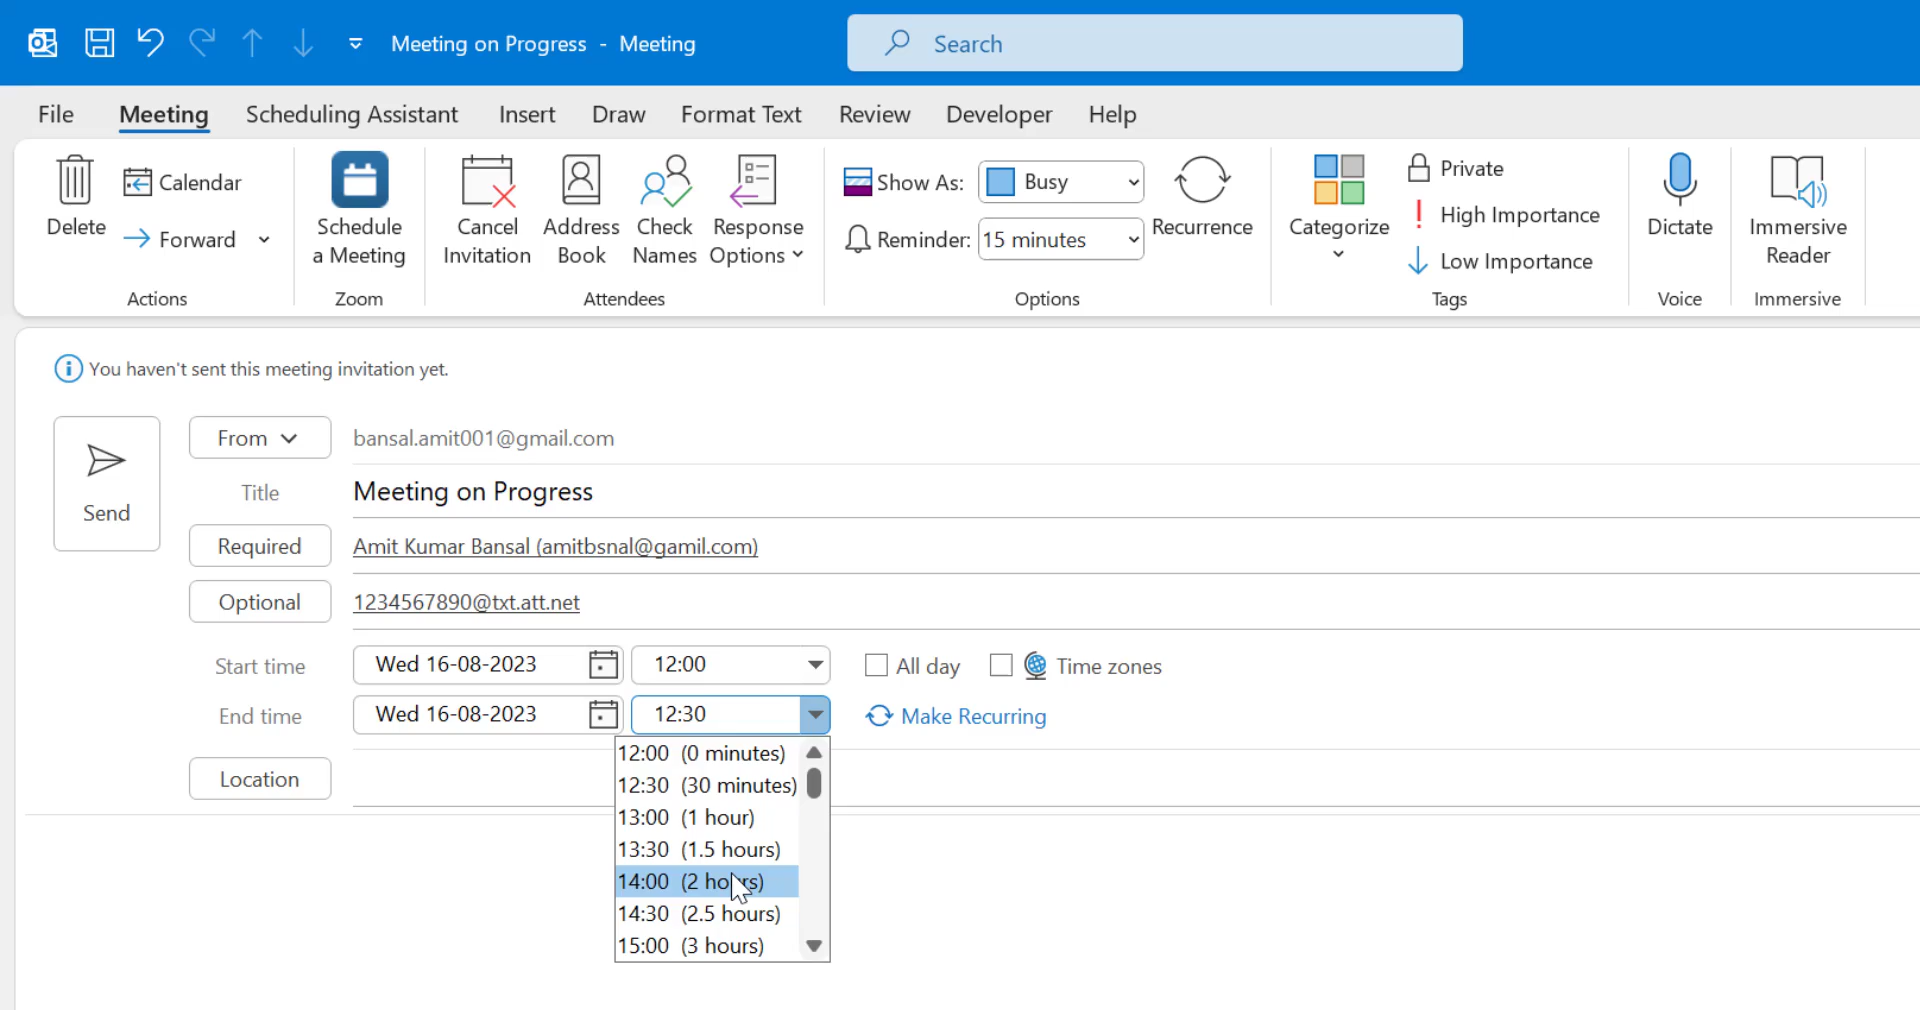 Meeting on Progress - Meeting
Search
File Meeting Scheduling Assistant Insert Draw Format Text Review Developer Help
Delete
Calendar
Forward
Actions
Schedule
a Meeting
Zoom
Cancel
Invitation
Address
Book
Check
Names
Response
Options
Attendees
Show As: Busy
Reminder: 15 minutes
Recurrence
Options
Categorize
Private
High Importance
Low Importance
Tags
Dictate
Voice
Immersive
Reader
Immersive
You haven't sent this meeting invitation yet.
Send
From bansal.amit001@gmail.com
Title Meeting on Progress
Required Amit Kumar Bansal (amitbsnal@gamil.com)
Optional 1234567890@txt.att.net
Start time Wed 16-08-2023 12:00 All day Time zones
End time Wed 16-08-2023 12:30 Make Recurring
Location
12:00 (0 minutes)
12:30 (30 minutes)
13:00 (1 hour)
13:30 (1.5 hours)
14:00 (2 hours)
14:30 (2.5 hours)
15:00 (3 hours)